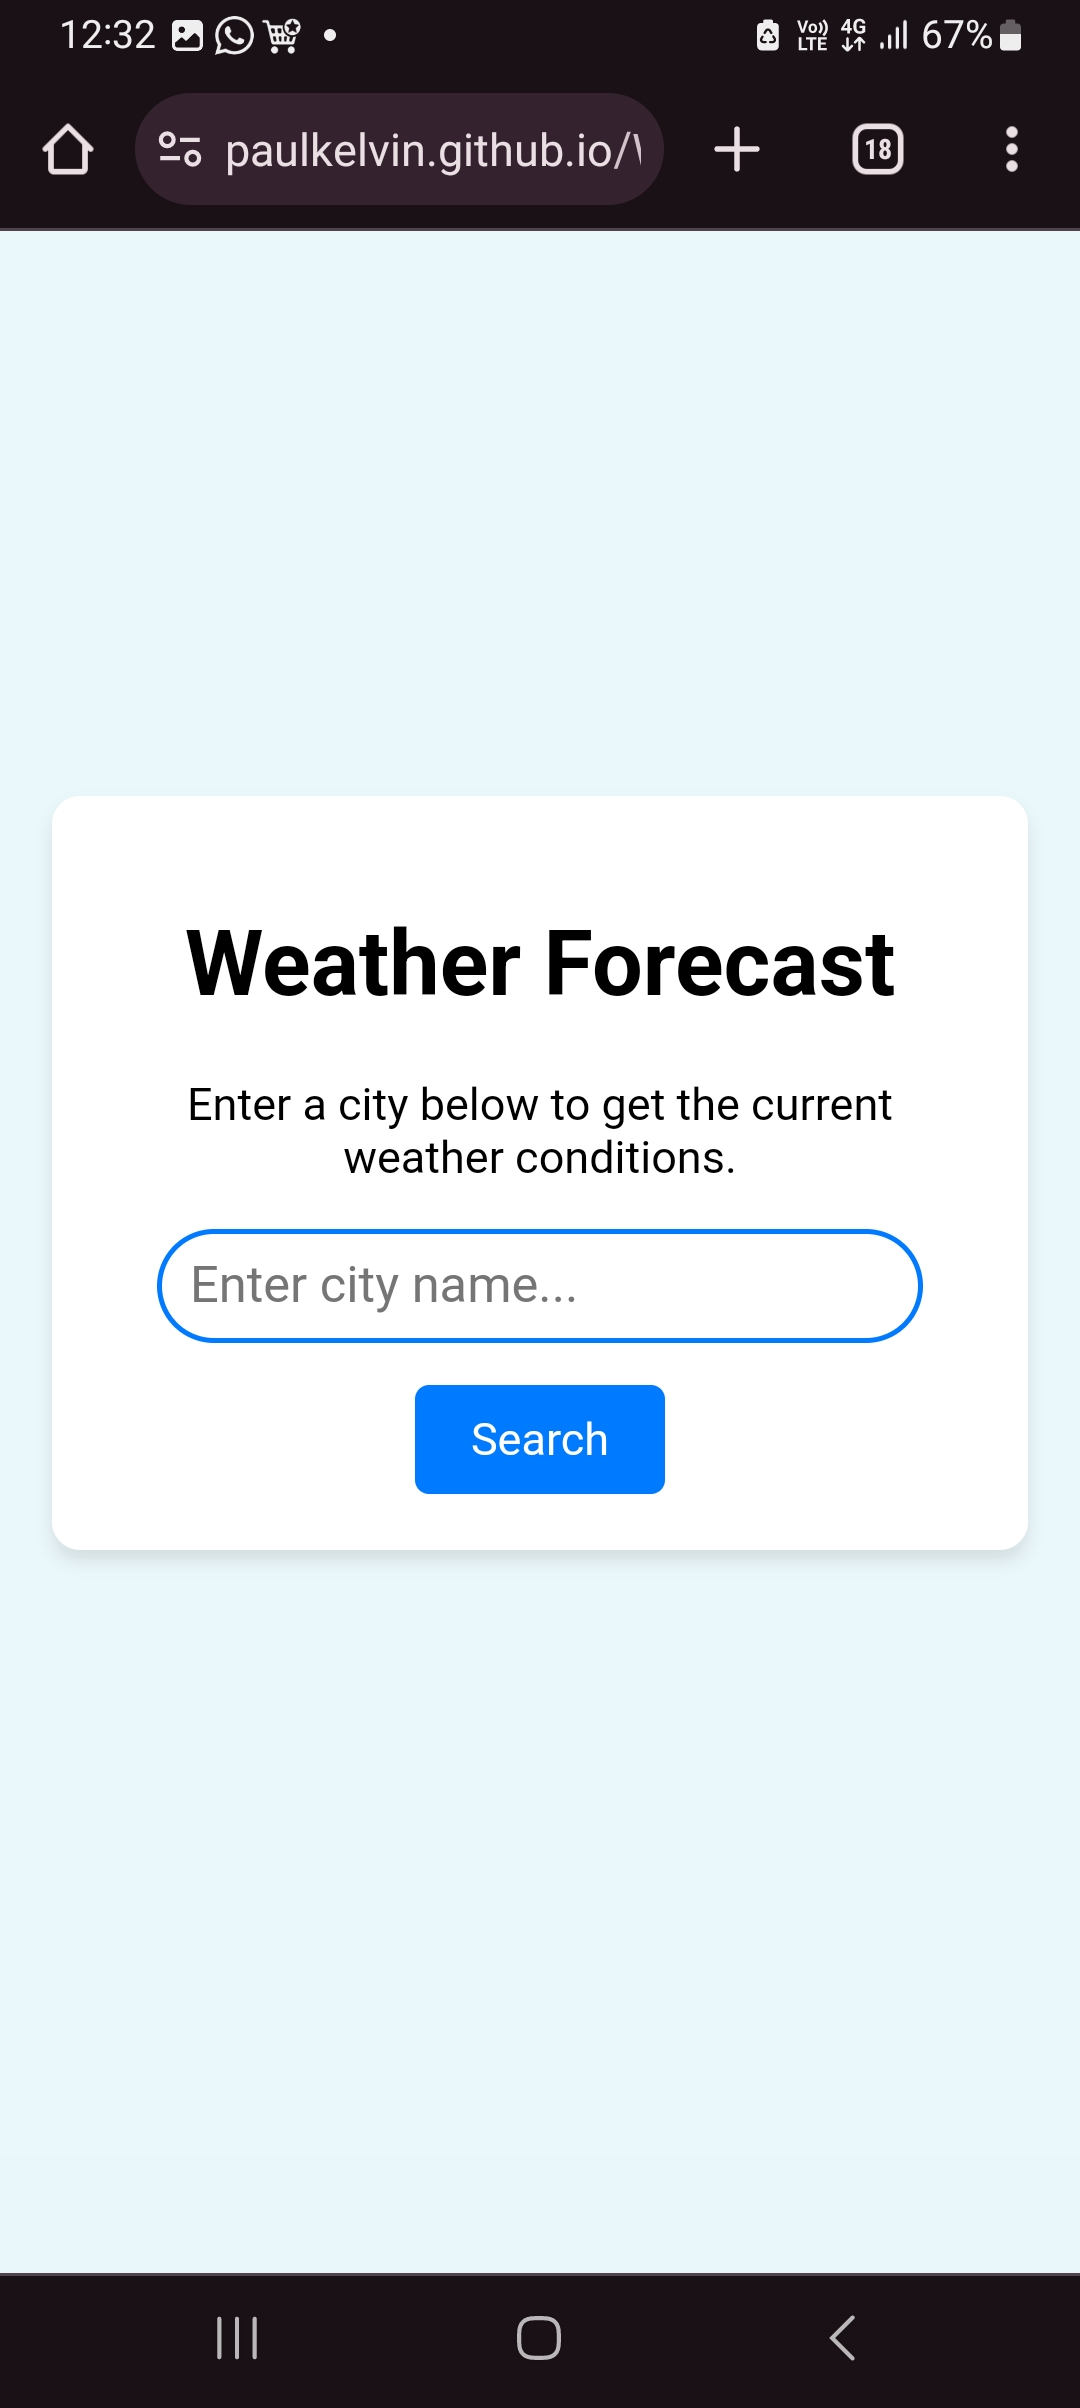 12:32 Vo)) LTE 4G 67%
paulkelvin.github.io/ 18
Weather Forecast
Enter a city below to get the current
weather conditions.
Enter city name...
Search